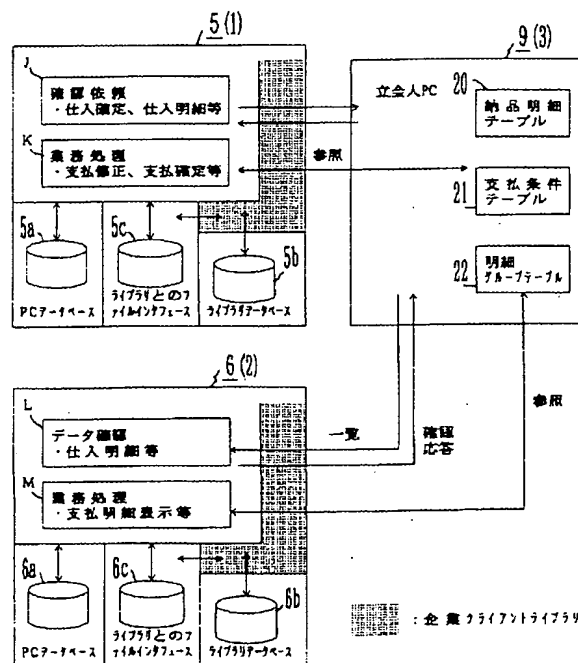 5(1)
J
確認依頼
・仕入確定、仕入明細等
K
業務処理
・支払修正、支払確定等
5a
5c
5b
PCデータベース
ライブラリとのファイルインタフェース
ライブラリデータベース
参照
9(3)
立会人PC
20
納品明細
テーブル
21
支払条件
テーブル
22
明細
グループテーブル
6(2)
L
データ確認
・仕入明細等
M
業務処理
・支払明細表示等
6a
6c
6b
PCデータベース
ライブラリとのファイルインタフェース
ライブラリデータベース
一覧
確認
応答
参照
:企業クライアントライブラリ